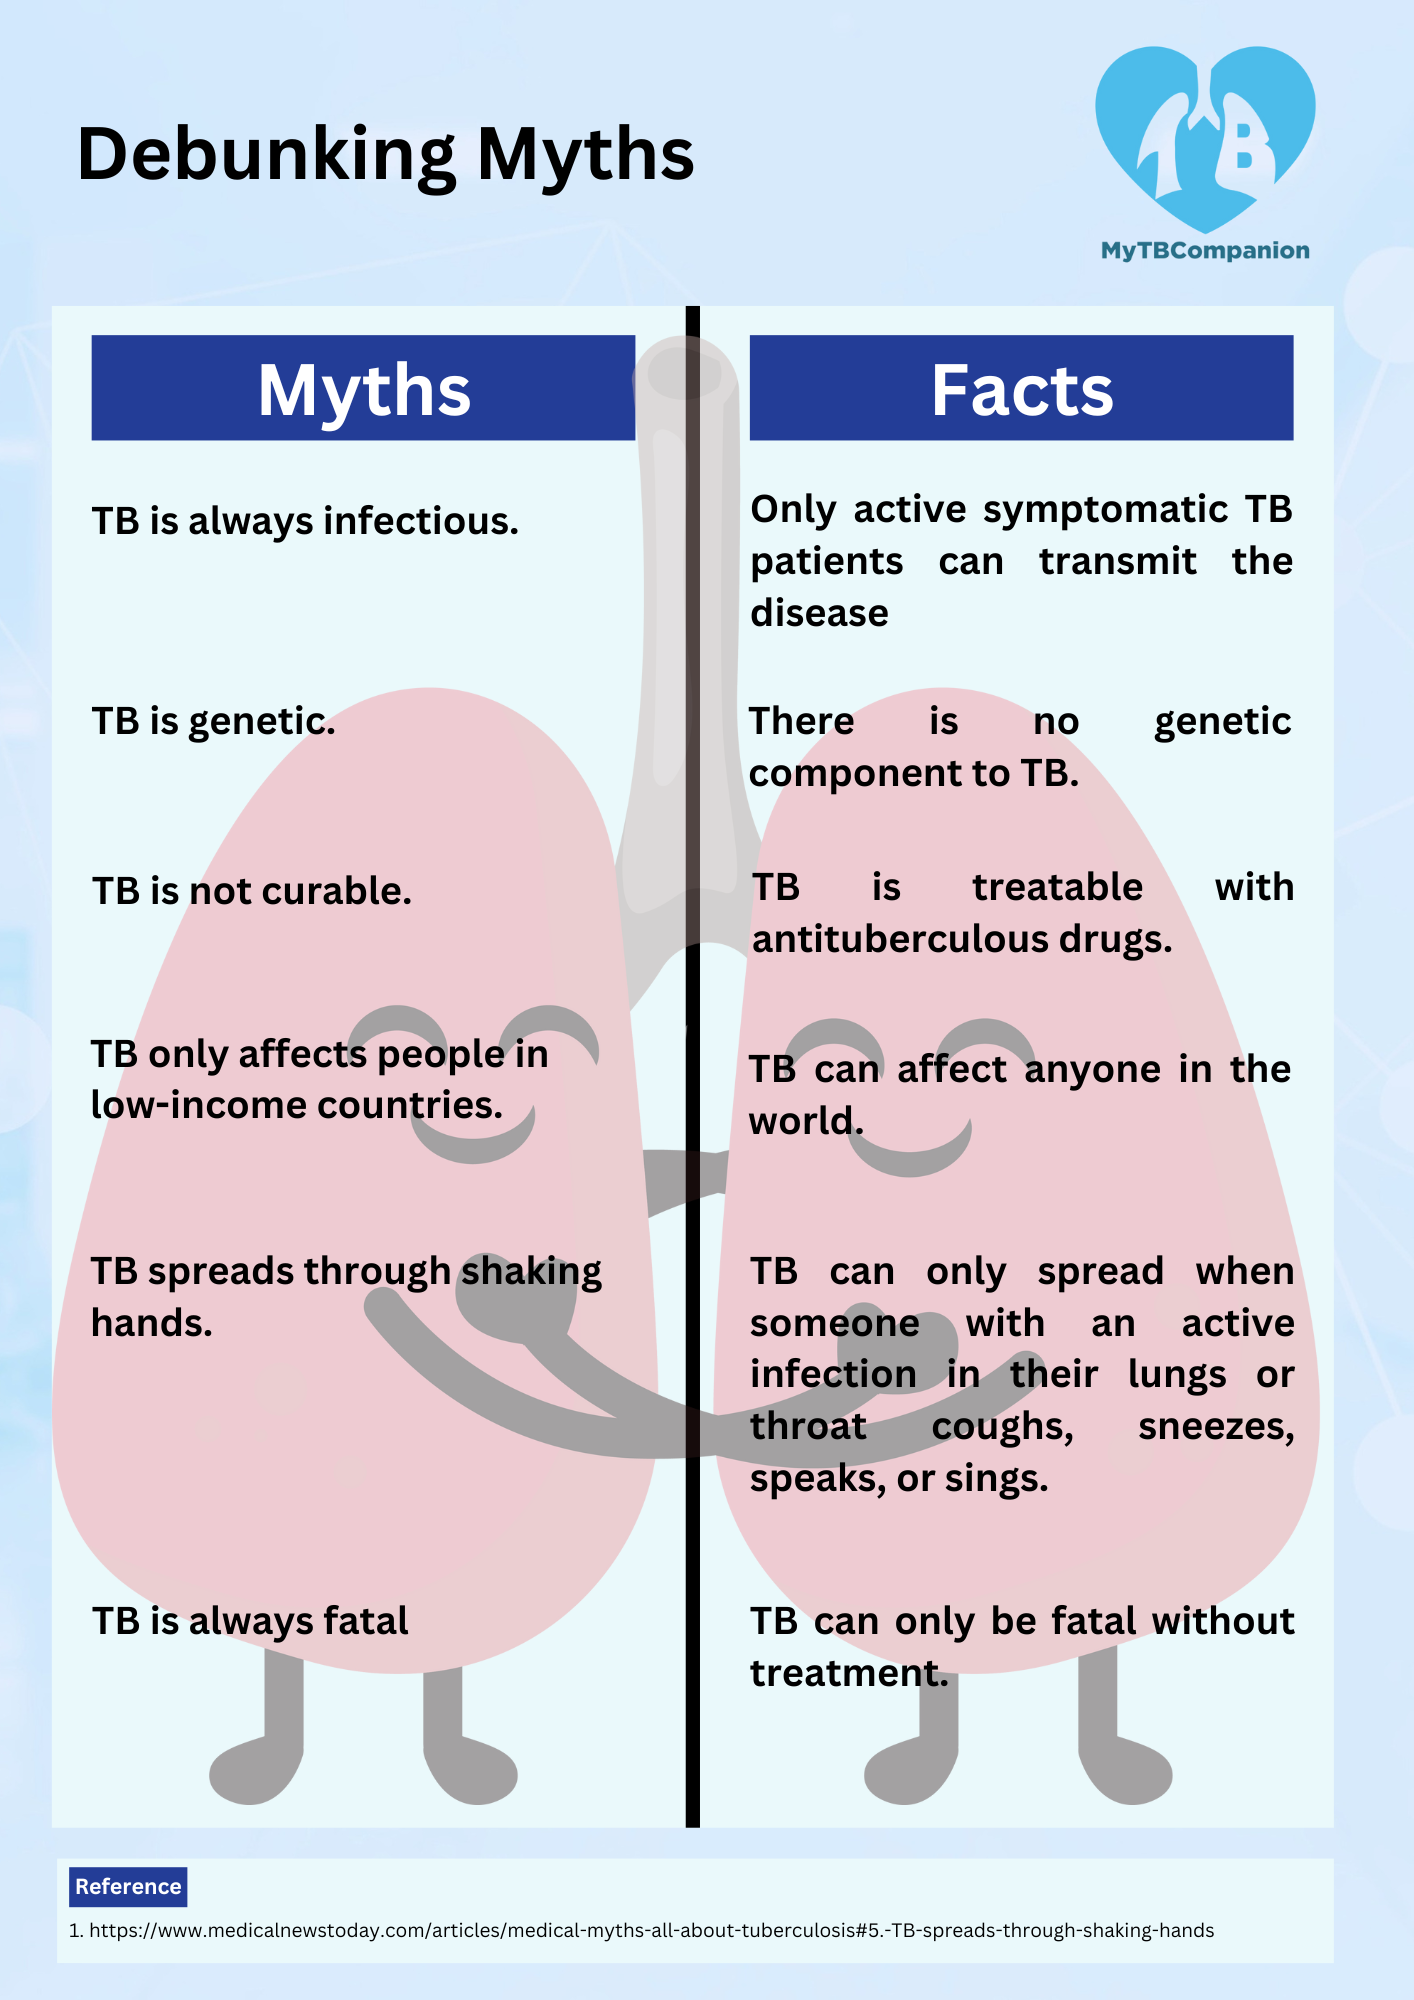 Debunking Myths
TB
MyTBCompanion
Myths
Facts
TB is always infectious.
Only active symptomatic TB
patients can transmit the
disease
TB is genetic.
There is no genetic
component to TB.
TB is not curable.
TB is treatable with
antituberculous drugs.
TB only affects people in
low-income countries.
TB can affect anyone in the
world.
TB spreads through shaking
hands.
TB can only spread when
someone with an active
infection in their lungs or
throat coughs, sneezes,
speaks, or sings.
TB is always fatal
TB can only be fatal without
treatment.
Reference
1. https://www.medicalnewstoday.com/articles/medical-myths-all-about-tuberculosis#5.-TB-spreads-through-shaking-hands